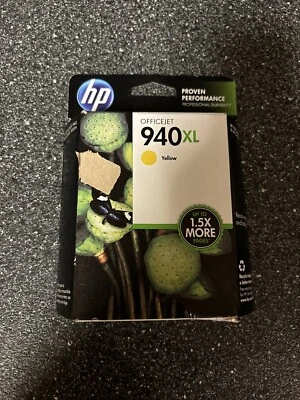 hp
PROVEN
PERFORMANCE
PROFESSIONAL DURABILITY
OFFICEJET
940XL
Yellow
UP TO
1.5X
MORE
PAGES